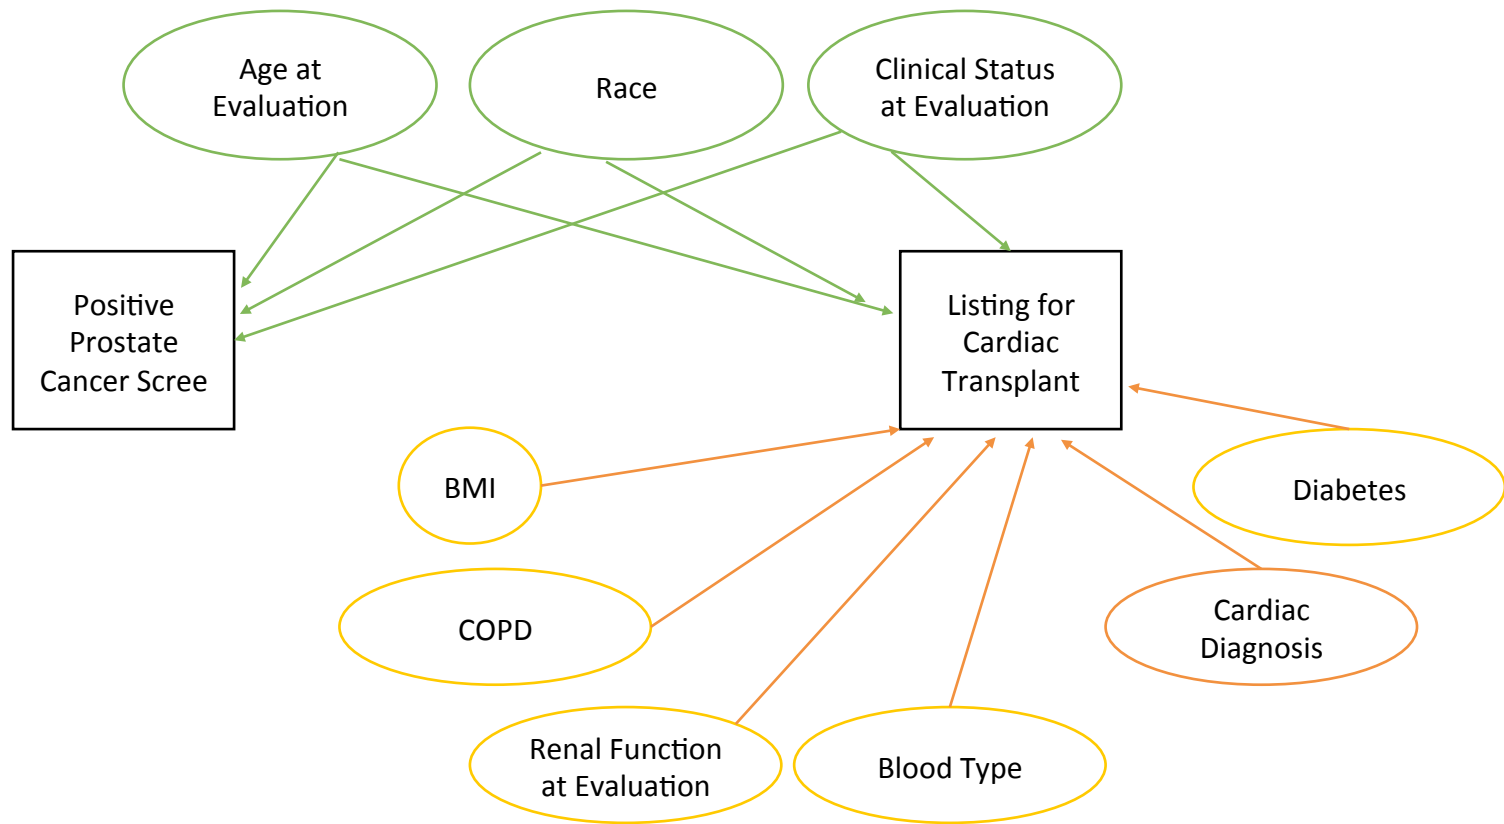 Age at
Evaluation
Race
Clinical Status
at Evaluation
Positive
Prostate
Cancer Scree
Listing for
Cardiac
Transplant
BMI
Diabetes
COPD
Cardiac
Diagnosis
Renal Function
at Evaluation
Blood Type